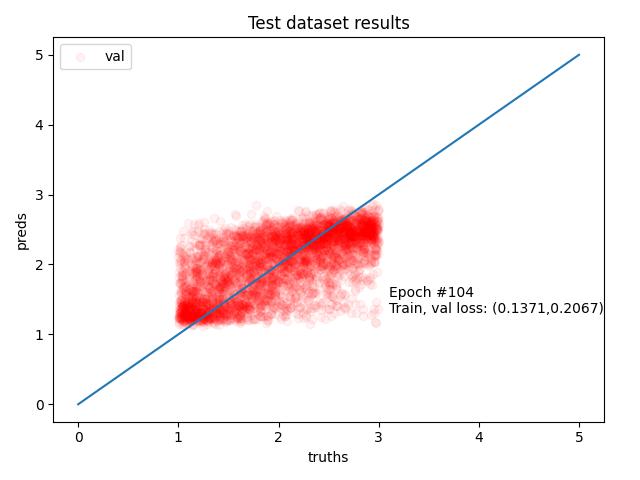 Test dataset results
val
5
4
3
2
1
0
preds
Epoch #104
Train, val loss: (0.1371,0.2067)
0 1 2 3 4 5
truths